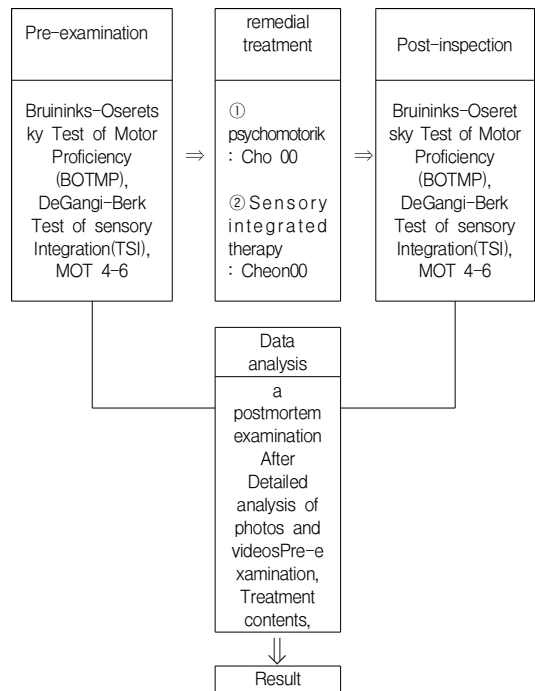 Pre-examination
Bruininks-Oserets
ky Test of Motor
Proficiency
(BOTMP),
DeGangi-Berk
Test of sensory
Integration(TSI),
MOT 4-6
⇒
remedial
treatment
①
psychomotorik
: Cho 00
②Sensory
integrated
therapy
: Cheon00
⇒
Post-inspection
Bruininks-Oseret
sky Test of Motor
Proficiency
(BOTMP),
DeGangi-Berk
Test of sensory
Integration(TSI),
MOT 4-6
Data
analysis
a
postmortem
examination
After
Detailed
analysis of
photos and
videosPre-e
xamination,
Treatment
contents,
⇓
Result